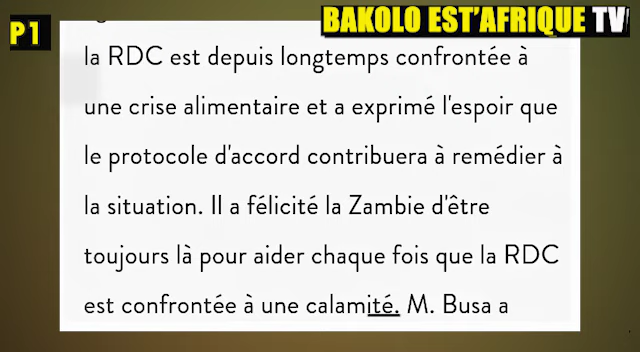 P1
BAKOLO EST'AFRIQUE TV
la RDC est depuis longtemps confrontée à
une crise alimentaire et a exprimé l'espoir que
le protocole d'accord contribuera à remédier à
la situation. Il a félicité la Zambie d'être
toujours là pour aider chaque fois que la RDC
est confrontée à une calamité. M. Busa a